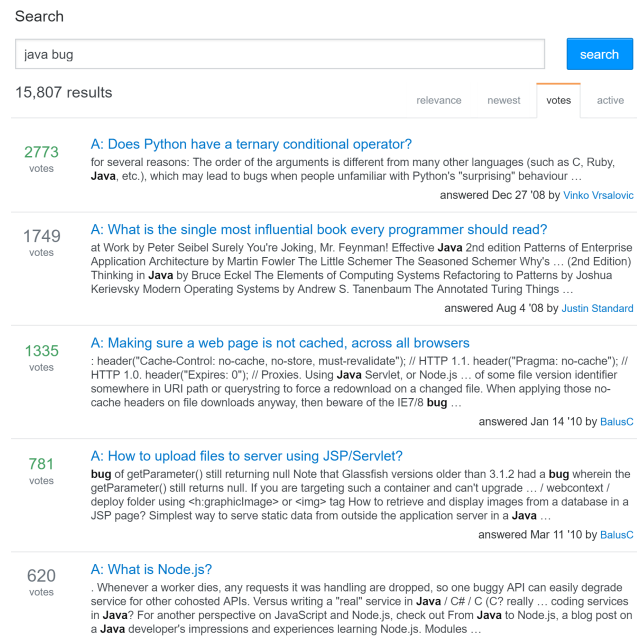 Search
java bug
search
15,807 results
relevance newest votes active
2773
votes
A: Does Python have a ternary conditional operator?
for several reasons: The order of the arguments is different from many other languages (such as C, Ruby,
Java, etc.), which may lead to bugs when people unfamiliar with Python's "surprising" behaviour …
answered Dec 27 '08 by Vinko Vrsalovic
1749
votes
A: What is the single most influential book every programmer should read?
at Work by Peter Seibel Surely You're Joking, Mr. Feynman! Effective Java 2nd edition Patterns of Enterprise
Application Architecture by Martin Fowler The Little Schemer The Seasoned Schemer Why's … (2nd Edition)
Thinking in Java by Bruce Eckel The Elements of Computing Systems Refactoring to Patterns by Joshua
Kerievsky Modern Operating Systems by Andrew S. Tanenbaum The Annotated Turing Things …
answered Aug 4 '08 by Justin Standard
1335
votes
A: Making sure a web page is not cached, across all browsers
: header("Cache-Control: no-cache, no-store, must-revalidate"); // HTTP 1.1. header("Pragma: no-cache"); //
HTTP 1.0. header("Expires: 0"); // Proxies. Using Java Servlet, or Node.js … of some file version identifier
somewhere in URI path or querystring to force a redownload on a changed file. When applying those no-
cache headers on file downloads anyway, then beware of the IE7/8 bug …
answered Jan 14 '10 by BalusC
781
votes
A: How to upload files to server using JSP/Servlet?
bug of getParameter() still returning null Note that Glassfish versions older than 3.1.2 had a bug wherein the
getParameter() still returns null. If you are targeting such a container and can't upgrade … / webcontext /
deploy folder using <h:graphicImage> or <img> tag How to retrieve and display images from a database in a
JSP page? Simplest way to serve static data from outside the application server in a Java …
answered Mar 11 '10 by BalusC
620
votes
A: What is Node.js?
. Whenever a worker dies, any requests it was handling are dropped, so one buggy API can easily degrade
service for other cohosted APIs. Versus writing a "real" service in Java / C# / C (C? really … coding services
in Java? For another perspective on JavaScript and Node.js, check out From Java to Node.js, a blog post on
a Java developer's impressions and experiences learning Node.js. Modules …